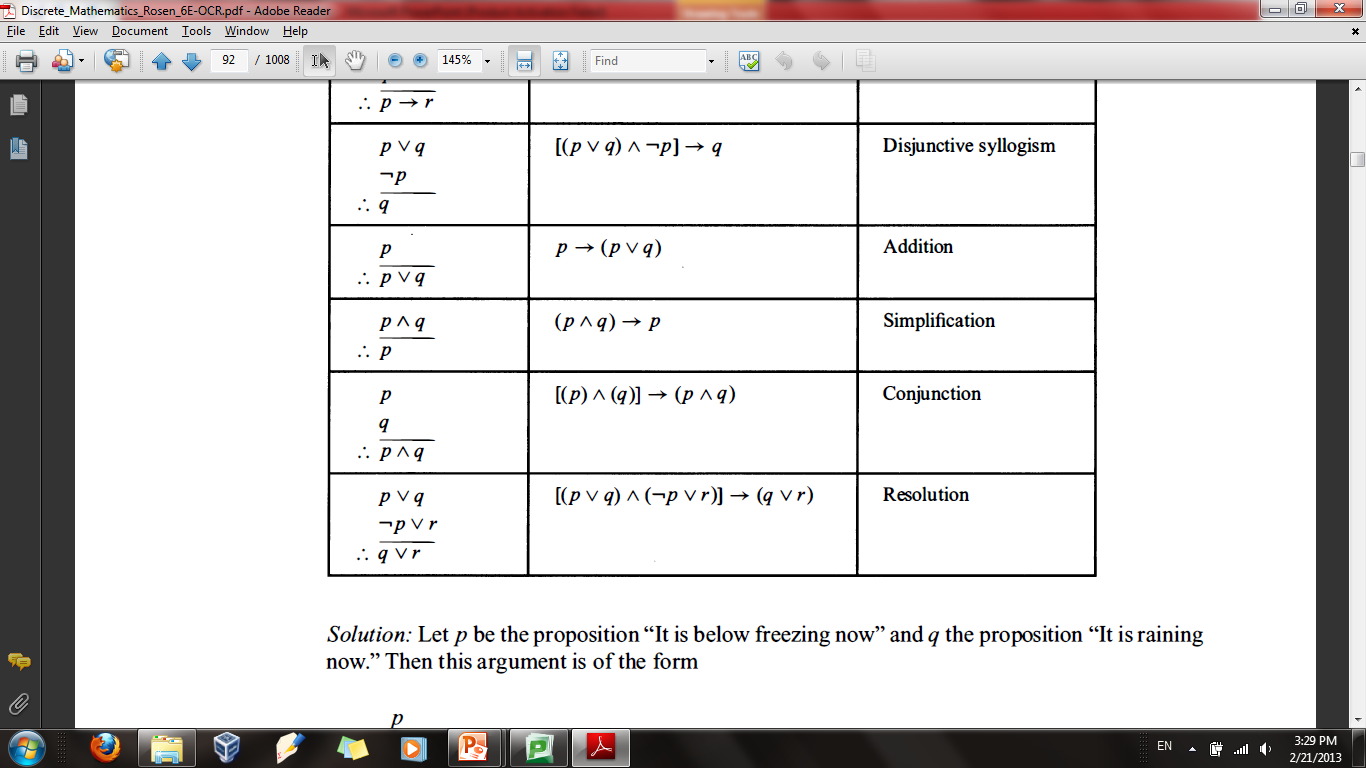 Discrete_Mathematics_Rosen_6E-OCR.pdf - Adobe Reader
File Edit View Document Tools Window Help
92 / 1008 145% Find
∴ p → r
p ∨ q [(p ∨ q) ∧ ¬p] → q Disjunctive syllogism
¬p
∴ q
p p → (p ∨ q) Addition
∴ p ∨ q
p ∧ q (p ∧ q) → p Simplification
∴ p
p [(p) ∧ (q)] → (p ∧ q) Conjunction
q
∴ p ∧ q
p ∨ q [(p ∨ q) ∧ (¬p ∨ r)] → (q ∨ r) Resolution
¬p ∨ r
∴ q ∨ r
Solution: Let p be the proposition “It is below freezing now” and q the proposition “It is raining
now.” Then this argument is of the form
p
EN 3:29 PM
2/21/2013